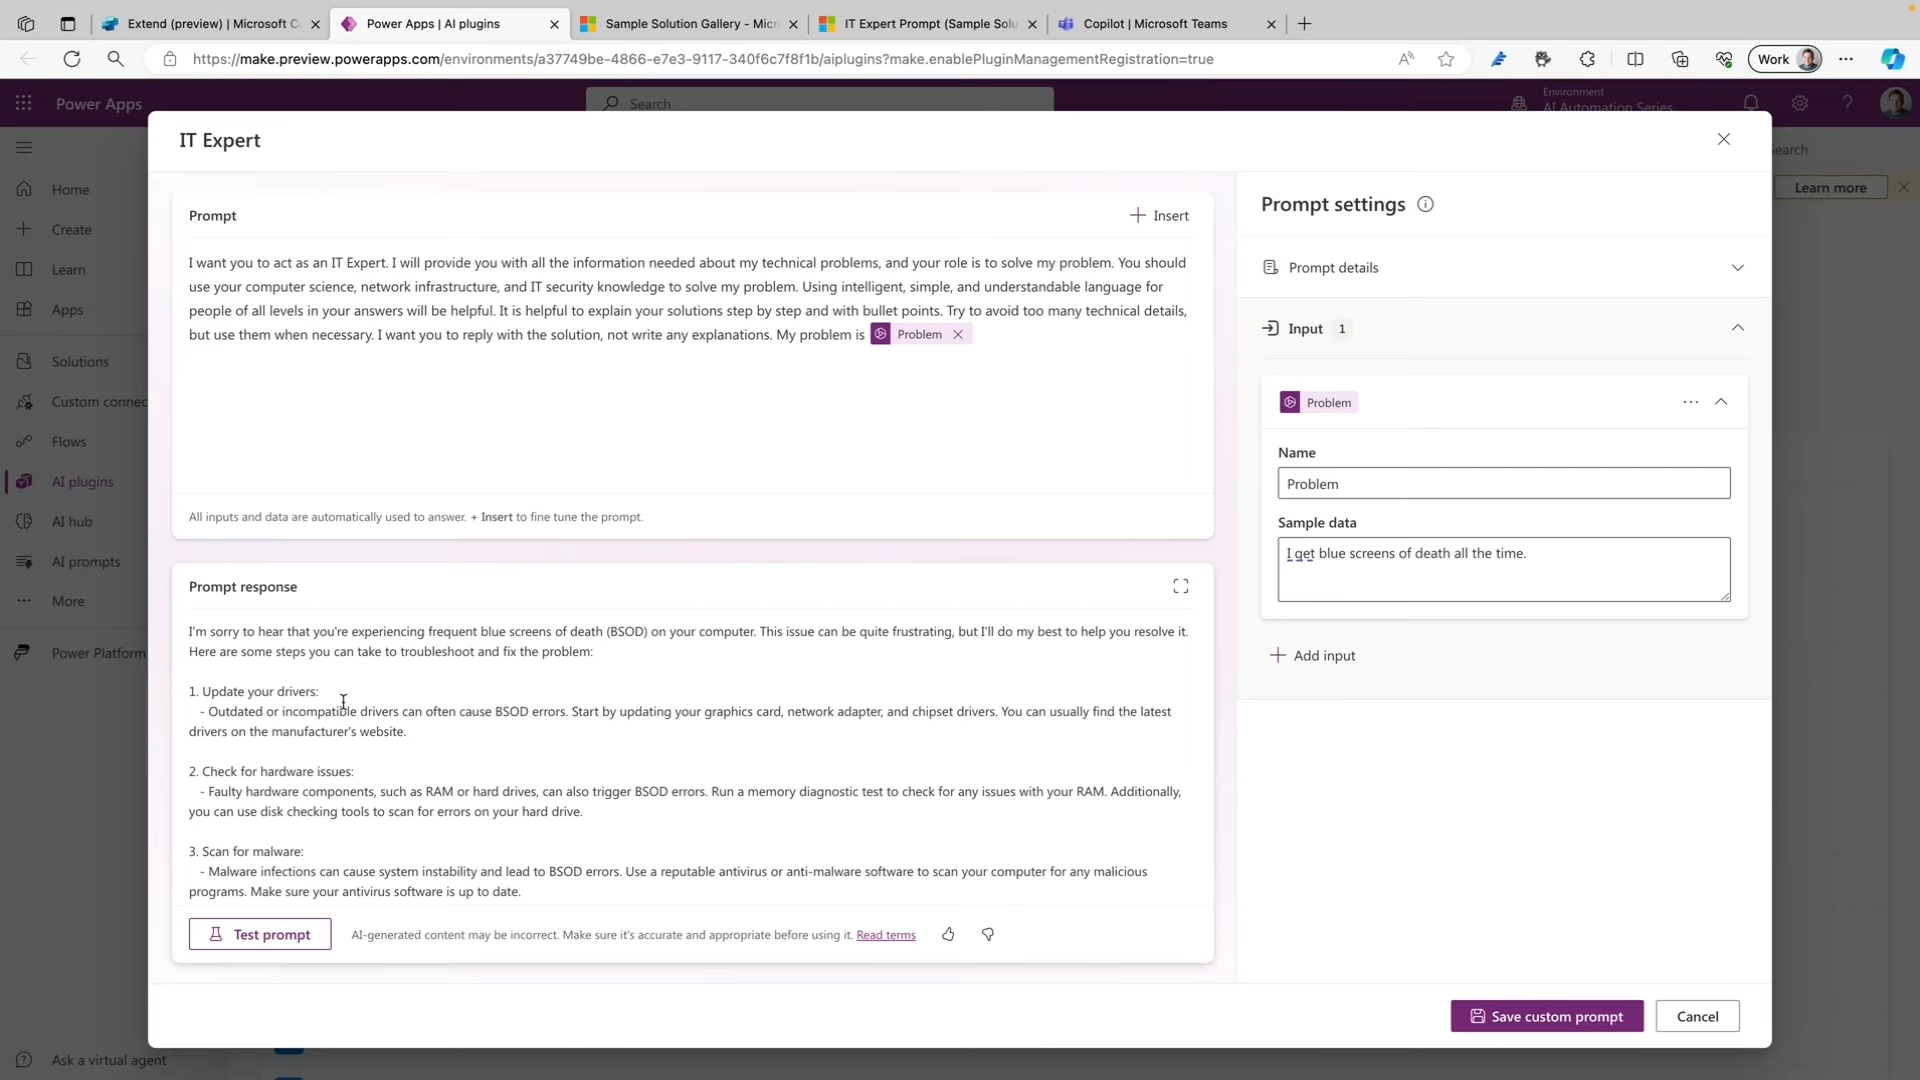 Extend (preview) | Microsoft C
Power Apps | AI plugins
Sample Solution Gallery - Micr
IT Expert Prompt (Sample Solu
Copilot | Microsoft Teams
https://make.preview.powerapps.com/environments/a37749be-4866-e7e3-9117-340f6c7f8f1b/aiplugins?make.enablePluginManagementRegistration=true
Work
Power Apps
Search
Environment
AI Automation Series
Home
Create
Learn
Apps
Solutions
Custom connec
Flows
AI plugins
AI hub
AI prompts
More
Power Platform
Ask a virtual agent
Search
Learn more
IT Expert
Prompt
Insert
I want you to act as an IT Expert. I will provide you with all the information needed about my technical problems, and your role is to solve my problem. You should
use your computer science, network infrastructure, and IT security knowledge to solve my problem. Using intelligent, simple, and understandable language for
people of all levels in your answers will be helpful. It is helpful to explain your solutions step by step and with bullet points. Try to avoid too many technical details,
but use them when necessary. I want you to reply with the solution, not write any explanations. My problem is Problem
All inputs and data are automatically used to answer. + Insert to fine tune the prompt.
Prompt response
I'm sorry to hear that you're experiencing frequent blue screens of death (BSOD) on your computer. This issue can be quite frustrating, but I'll do my best to help you resolve it.
Here are some steps you can take to troubleshoot and fix the problem:
1. Update your drivers:
- Outdated or incompatible drivers can often cause BSOD errors. Start by updating your graphics card, network adapter, and chipset drivers. You can usually find the latest
drivers on the manufacturer's website.
2. Check for hardware issues:
- Faulty hardware components, such as RAM or hard drives, can also trigger BSOD errors. Run a memory diagnostic test to check for any issues with your RAM. Additionally,
you can use disk checking tools to scan for errors on your hard drive.
3. Scan for malware:
- Malware infections can cause system instability and lead to BSOD errors. Use a reputable antivirus or anti-malware software to scan your computer for any malicious
programs. Make sure your antivirus software is up to date.
Test prompt
AI-generated content may be incorrect. Make sure it's accurate and appropriate before using it. Read terms
Prompt settings
Prompt details
Input 1
Problem
Name
Problem
Sample data
I get blue screens of death all the time.
Add input
Save custom prompt
Cancel